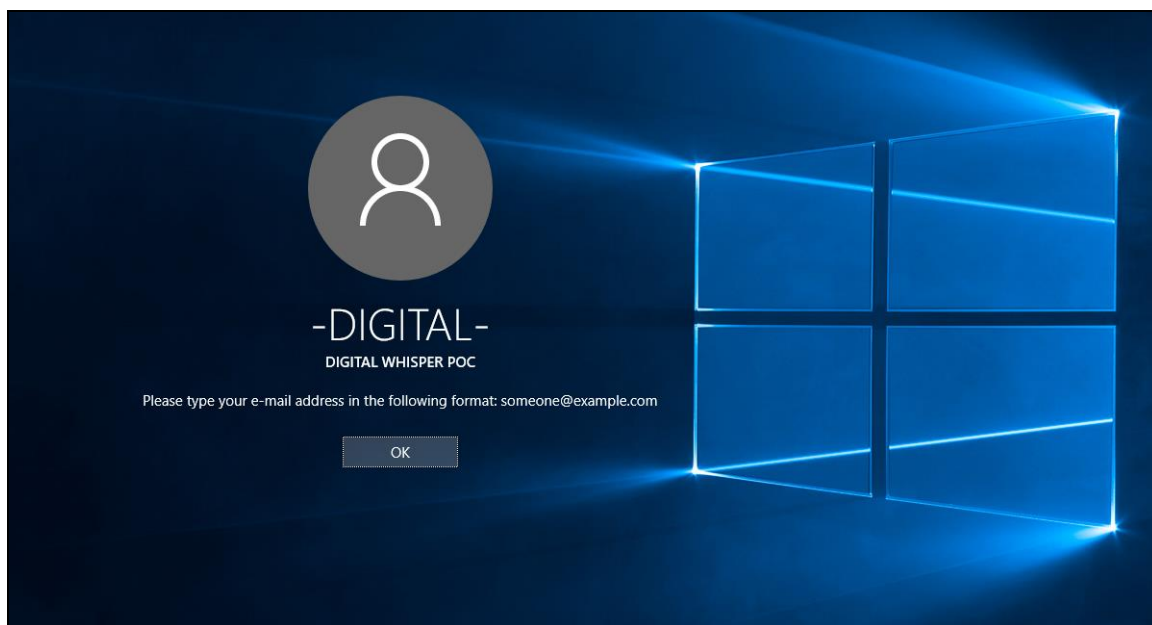 -DIGITAL-
DIGITAL WHISPER POC
Please type your e-mail address in the following format: someone@example.com
OK